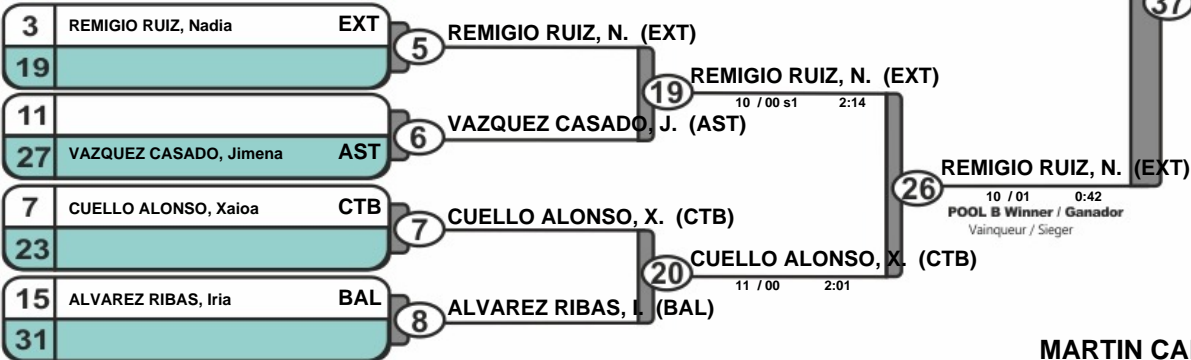 37
3 REMIGIO RUIZ, Nadia EXT
19
5 REMIGIO RUIZ, N. (EXT)
19 REMIGIO RUIZ, N. (EXT)
10 / 00 s1 2:14
11
27 VAZQUEZ CASADO, Jimena AST
6 VAZQUEZ CASADO, J. (AST)
26 REMIGIO RUIZ, N. (EXT)
10 / 01 0:42
POOL B Winner / Ganador
Vainqueur / Sieger
7 CUELLO ALONSO, Xaioa CTB
23
7 CUELLO ALONSO, X. (CTB)
20 CUELLO ALONSO, X. (CTB)
11 / 00 2:01
15 ALVAREZ RIBAS, Iria BAL
31
8 ALVAREZ RIBAS, I. (BAL)
MARTIN